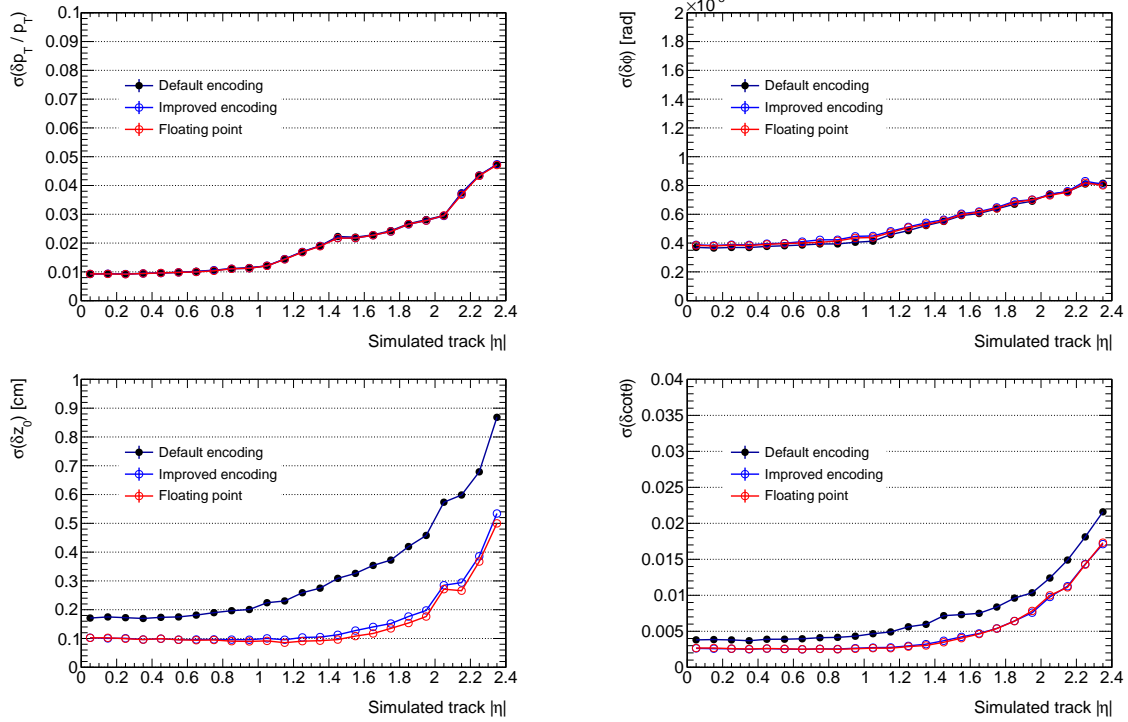 σ(δp_T / p_T)
0.1
0.09
0.08
0.07
0.06
0.05
0.04
0.03
0.02
0.01
0
Default encoding
Improved encoding
Floating point
0 0.2 0.4 0.6 0.8 1 1.2 1.4 1.6 1.8 2 2.2 2.4
Simulated track |η|
σ(δϕ) [rad]
2
1.8
1.6
1.4
1.2
1
0.8
0.6
0.4
0.2
0
Default encoding
Improved encoding
Floating point
0 0.2 0.4 0.6 0.8 1 1.2 1.4 1.6 1.8 2 2.2 2.4
Simulated track |η|
σ(δz_0) [cm]
1
0.9
0.8
0.7
0.6
0.5
0.4
0.3
0.2
0.1
0
Default encoding
Improved encoding
Floating point
0 0.2 0.4 0.6 0.8 1 1.2 1.4 1.6 1.8 2 2.2 2.4
Simulated track |η|
σ(δcotθ)
0.04
0.035
0.03
0.025
0.02
0.015
0.01
0.005
0
Default encoding
Improved encoding
Floating point
0 0.2 0.4 0.6 0.8 1 1.2 1.4 1.6 1.8 2 2.2 2.4
Simulated track |η|